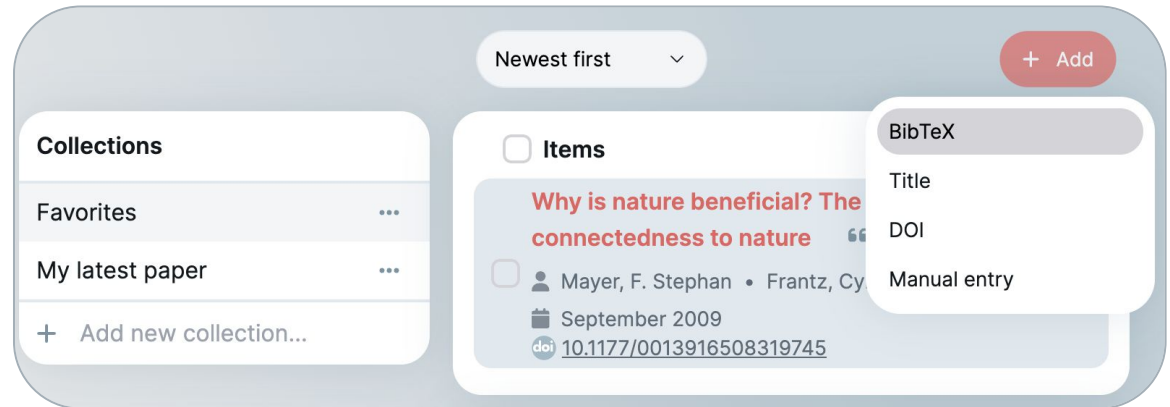 Newest first
+ Add
Collections
Favorites
My latest paper
+ Add new collection...
Items
Why is nature beneficial? The
connectedness to nature
Mayer, F. Stephan • Frantz, Cy
September 2009
doi 10.1177/0013916508319745
BibTeX
Title
DOI
Manual entry